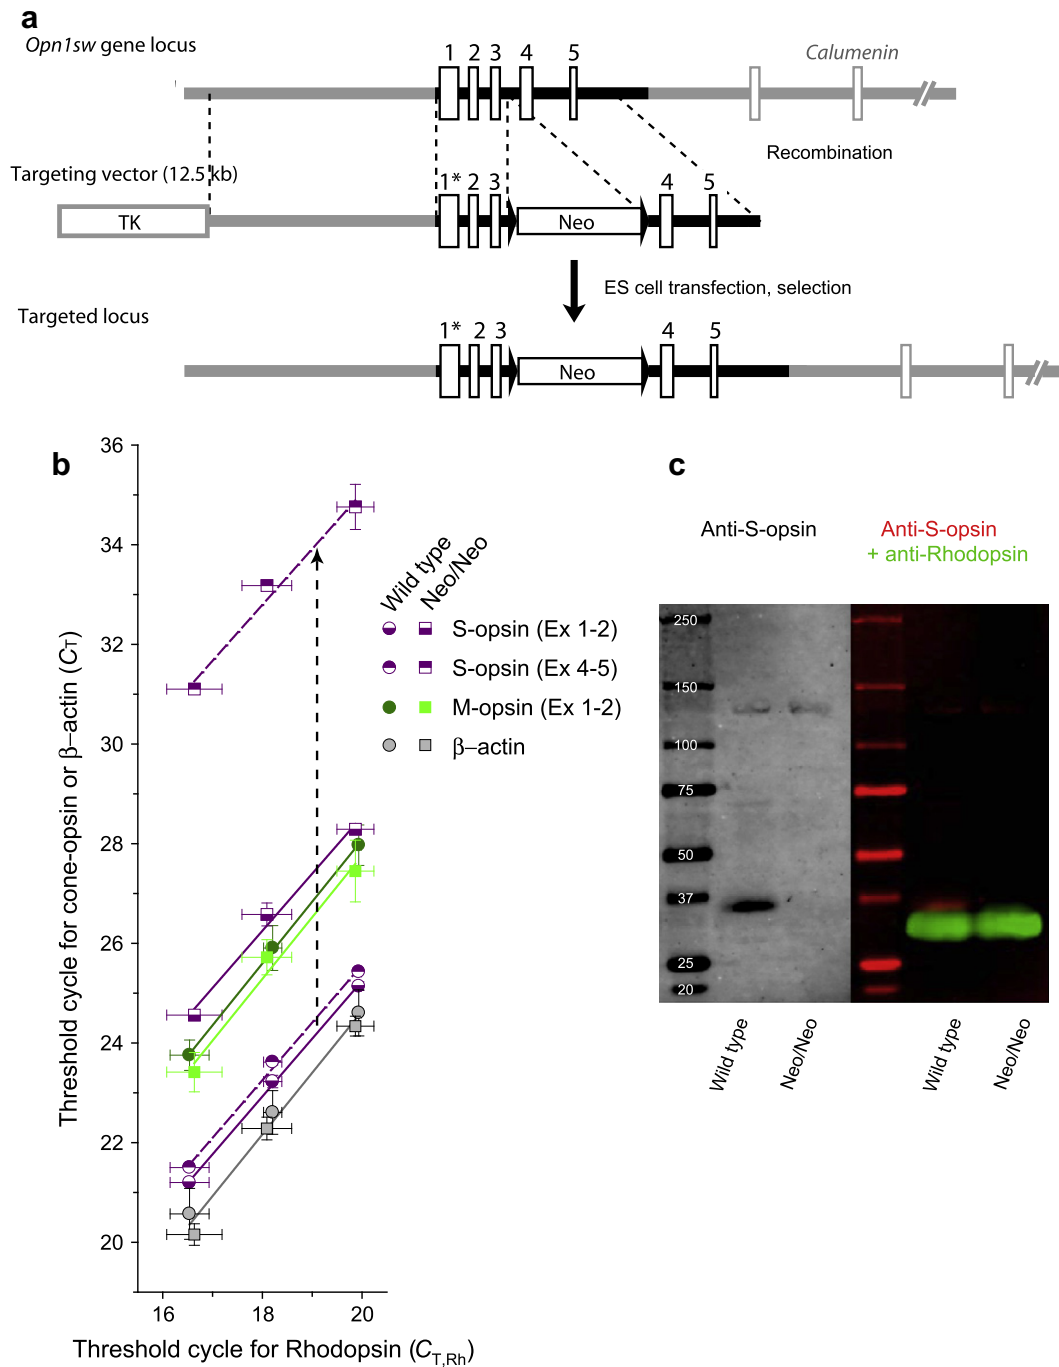 a
Opn1sw gene locus
1 2 3 4 5
Calumenin
Recombination
Targeting vector (12.5 kb)
1* 2 3 4 5
TK
Neo
ES cell transfection, selection
Targeted locus
1* 2 3 4 5
Neo
b
36
34
32
30
28
26
24
22
20
Threshold cycle for cone-opsin or β−actin (CT)
16 18 20
Threshold cycle for Rhodopsin (CT,Rh)
Wild type
Neo/Neo
S-opsin (Ex 1-2)
S-opsin (Ex 4-5)
M-opsin (Ex 1-2)
β−actin
c
Anti-S-opsin
Anti-S-opsin
+ anti-Rhodopsin
250
150
100
75
50
37
25
20
Wild type
Neo/Neo
Wild type
Neo/Neo